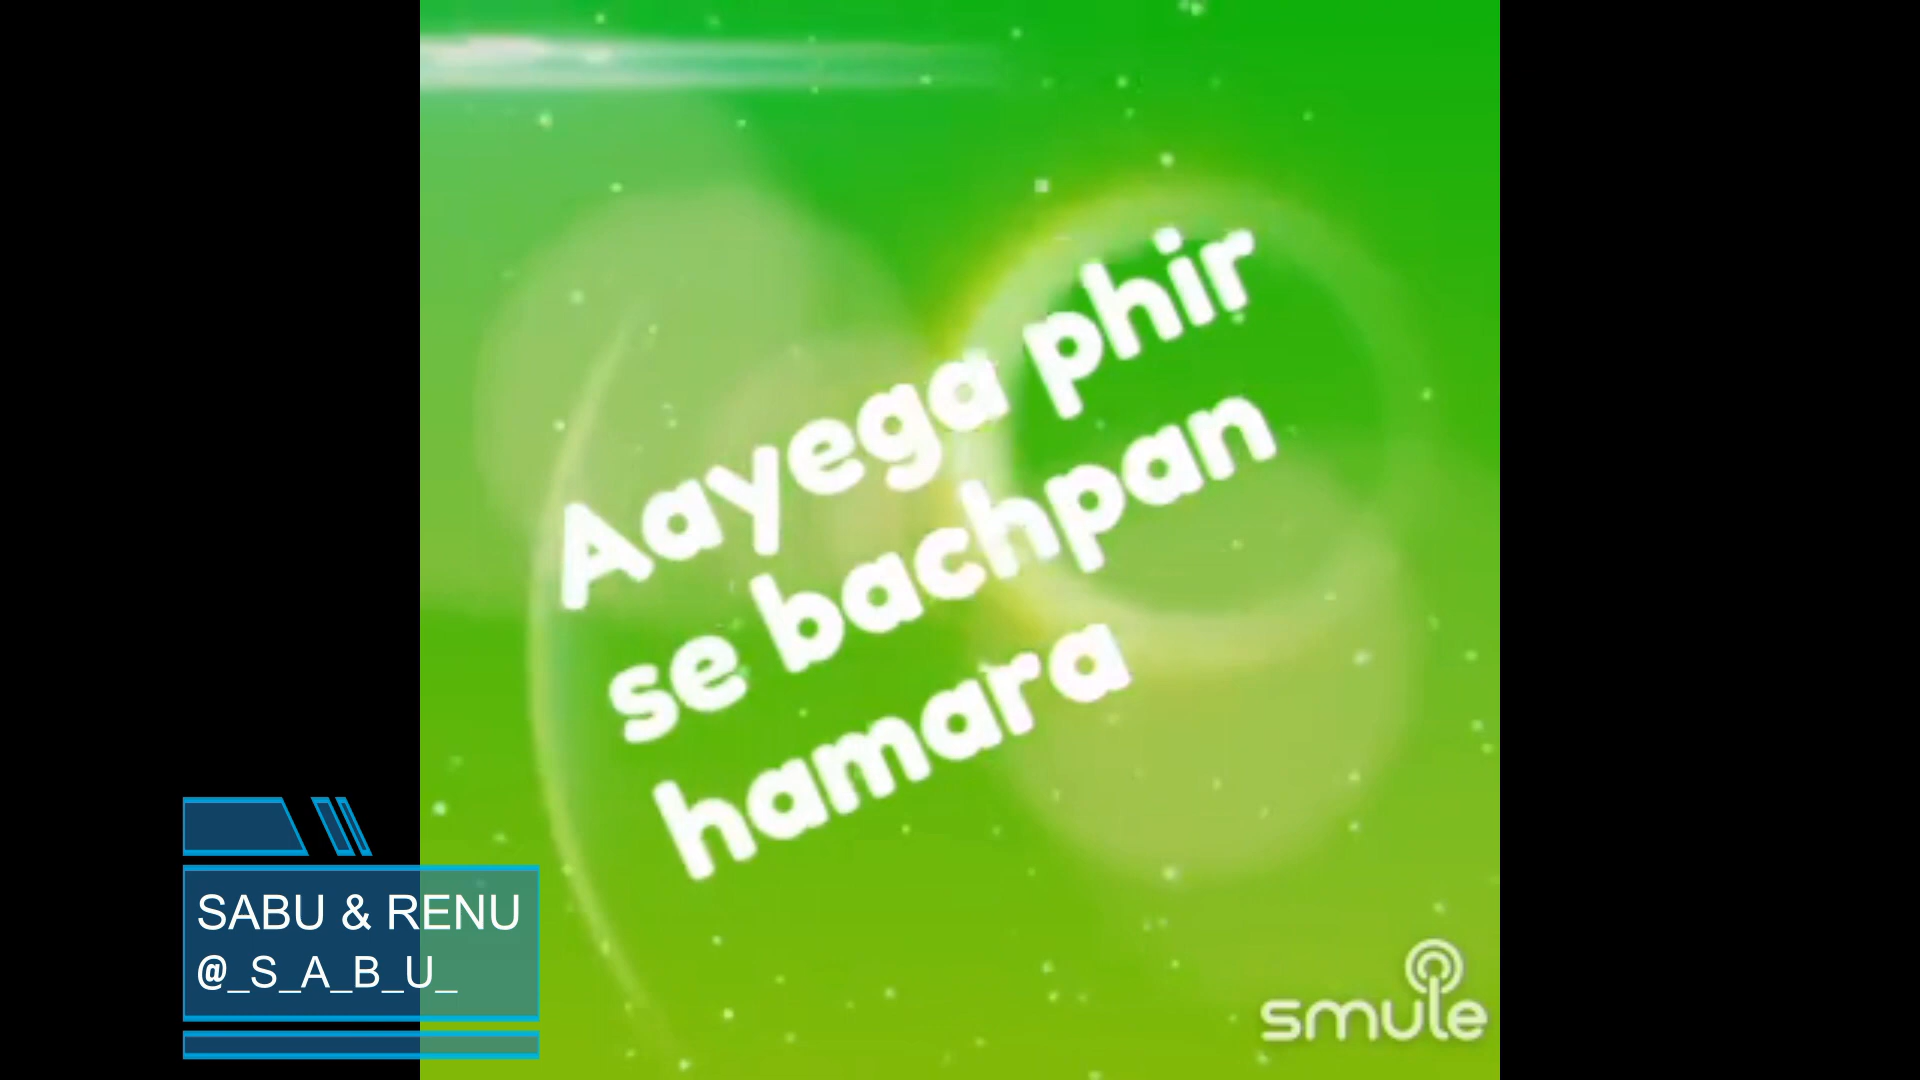 Aayega phir
se bachpan
hamara
SABU & RENU
@_S_A_B_U_
smule